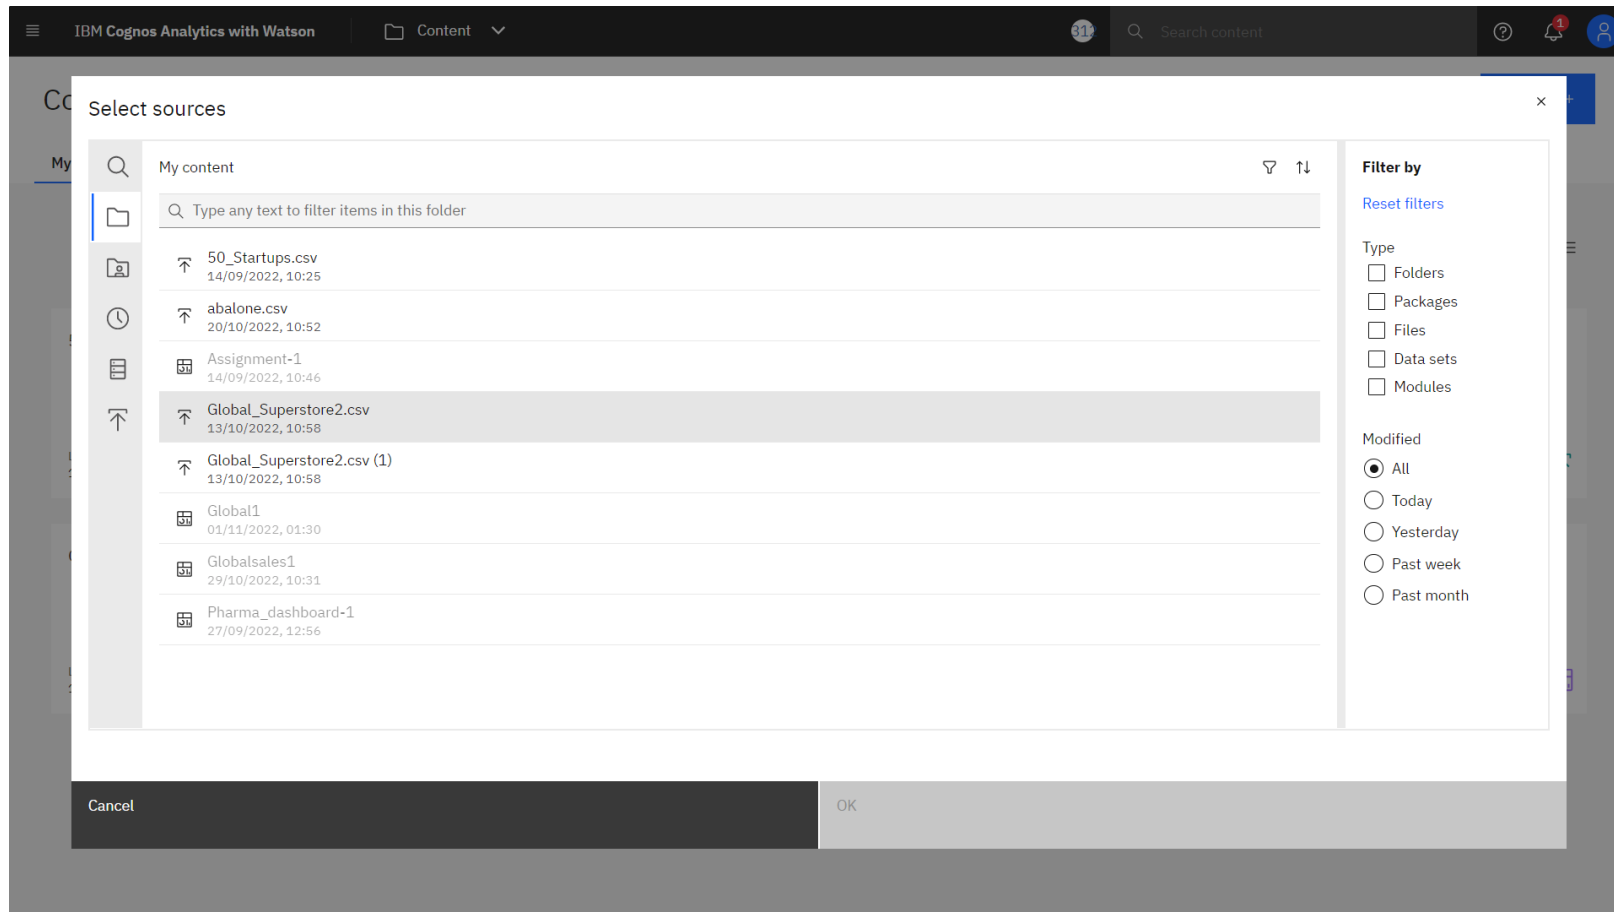 IBM Cognos Analytics with Watson
Content
312
Search content
1
Co
Select sources
×
+
My
My content
Filter by
Type any text to filter items in this folder
Reset filters
50_Startups.csv
14/09/2022, 10:25
Type
Folders
abalone.csv
20/10/2022, 10:52
Packages
Files
Assignment-1
14/09/2022, 10:46
Data sets
Modules
Global_Superstore2.csv
13/10/2022, 10:58
Modified
Global_Superstore2.csv (1)
13/10/2022, 10:58
All
Today
Global1
01/11/2022, 01:30
Yesterday
Globalsales1
29/10/2022, 10:31
Past week
Past month
Pharma_dashboard-1
27/09/2022, 12:56
Cancel
OK